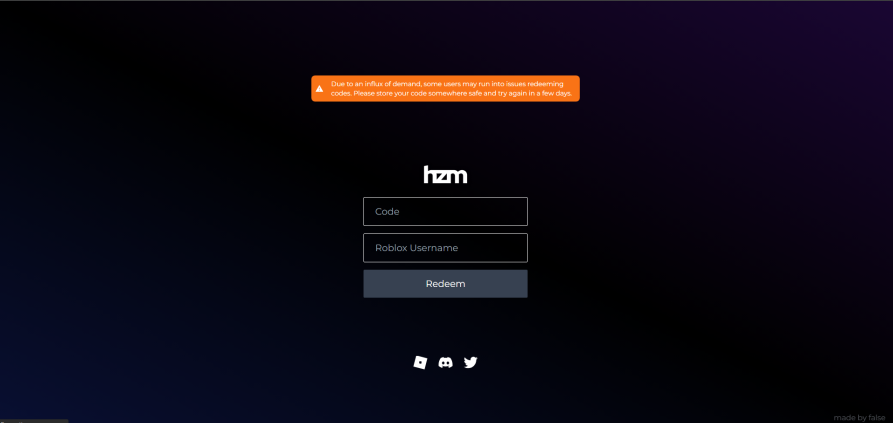 Due to an influx of demand, some users may run into issues redeeming
codes. Please store your code somewhere safe and try again in a few days.
hzm
Code
Roblox Username
Redeem
made by false